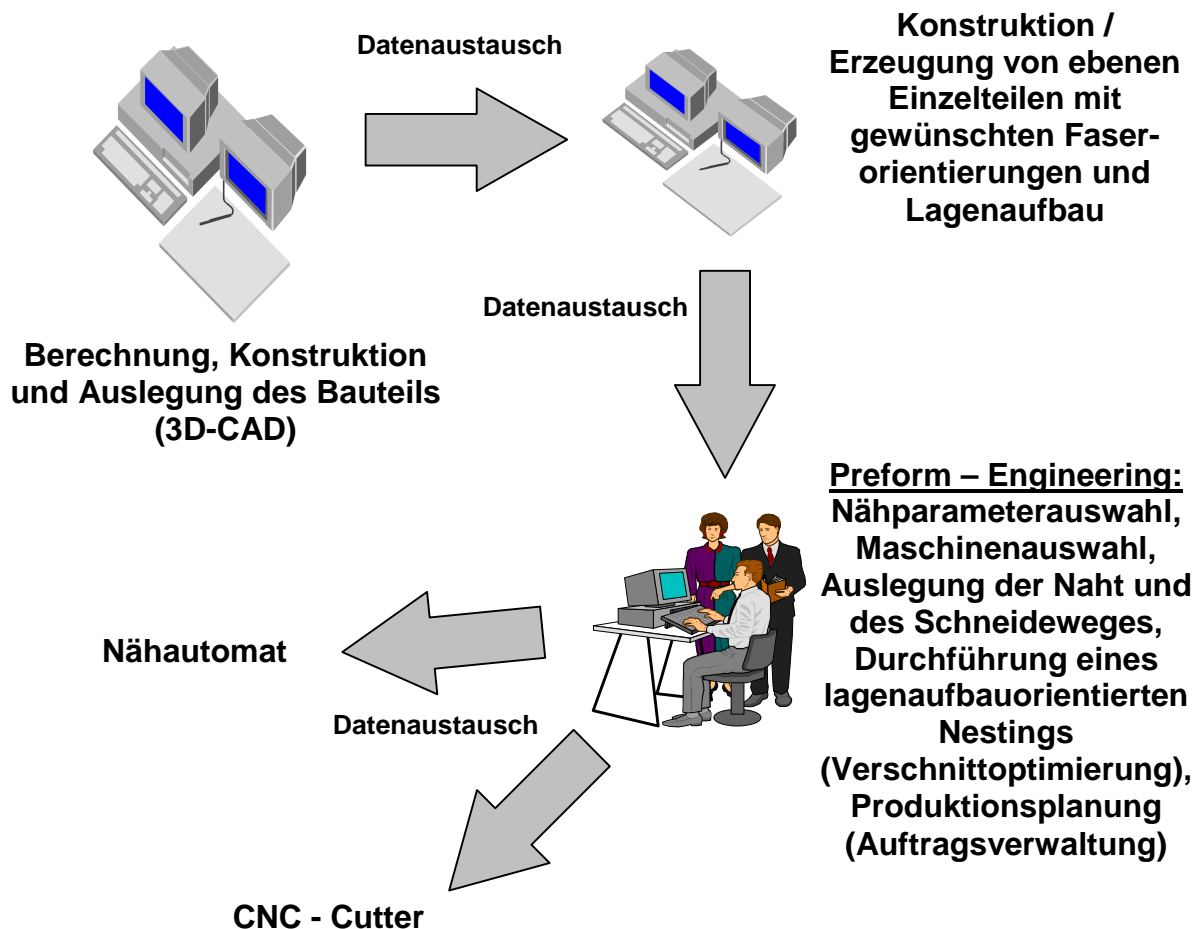 Datenaustausch
Konstruktion /
Erzeugung von ebenen
Einzelteilen mit
gewünschten Faser-
orientierungen und
Lagenaufbau
Berechnung, Konstruktion
und Auslegung des Bauteils
(3D-CAD)
Datenaustausch
Preform – Engineering:
Nähparameterauswahl,
Maschinenauswahl,
Auslegung der Naht und
des Schneideweges,
Durchführung eines
lagenaufbauorientierten
Nestings
(Verschnittoptimierung),
Produktionsplanung
(Auftragsverwaltung)
Nähautomat
Datenaustausch
CNC - Cutter